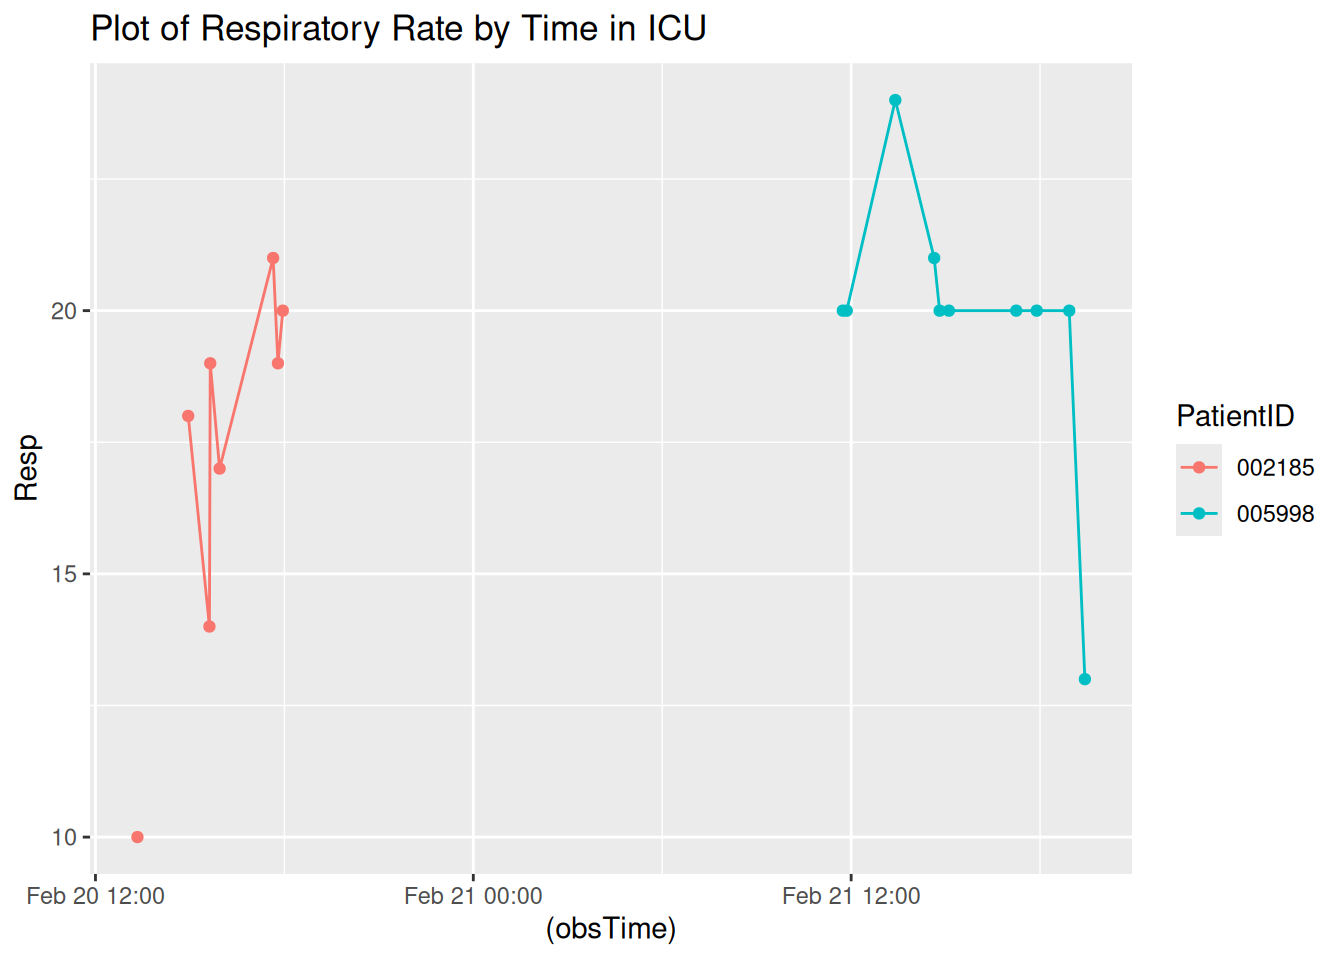 Plot of Respiratory Rate by Time in ICU
Resp
20
15
10
Feb 20 12:00
Feb 21 00:00
Feb 21 12:00
(obsTime)
PatientID
002185
005998